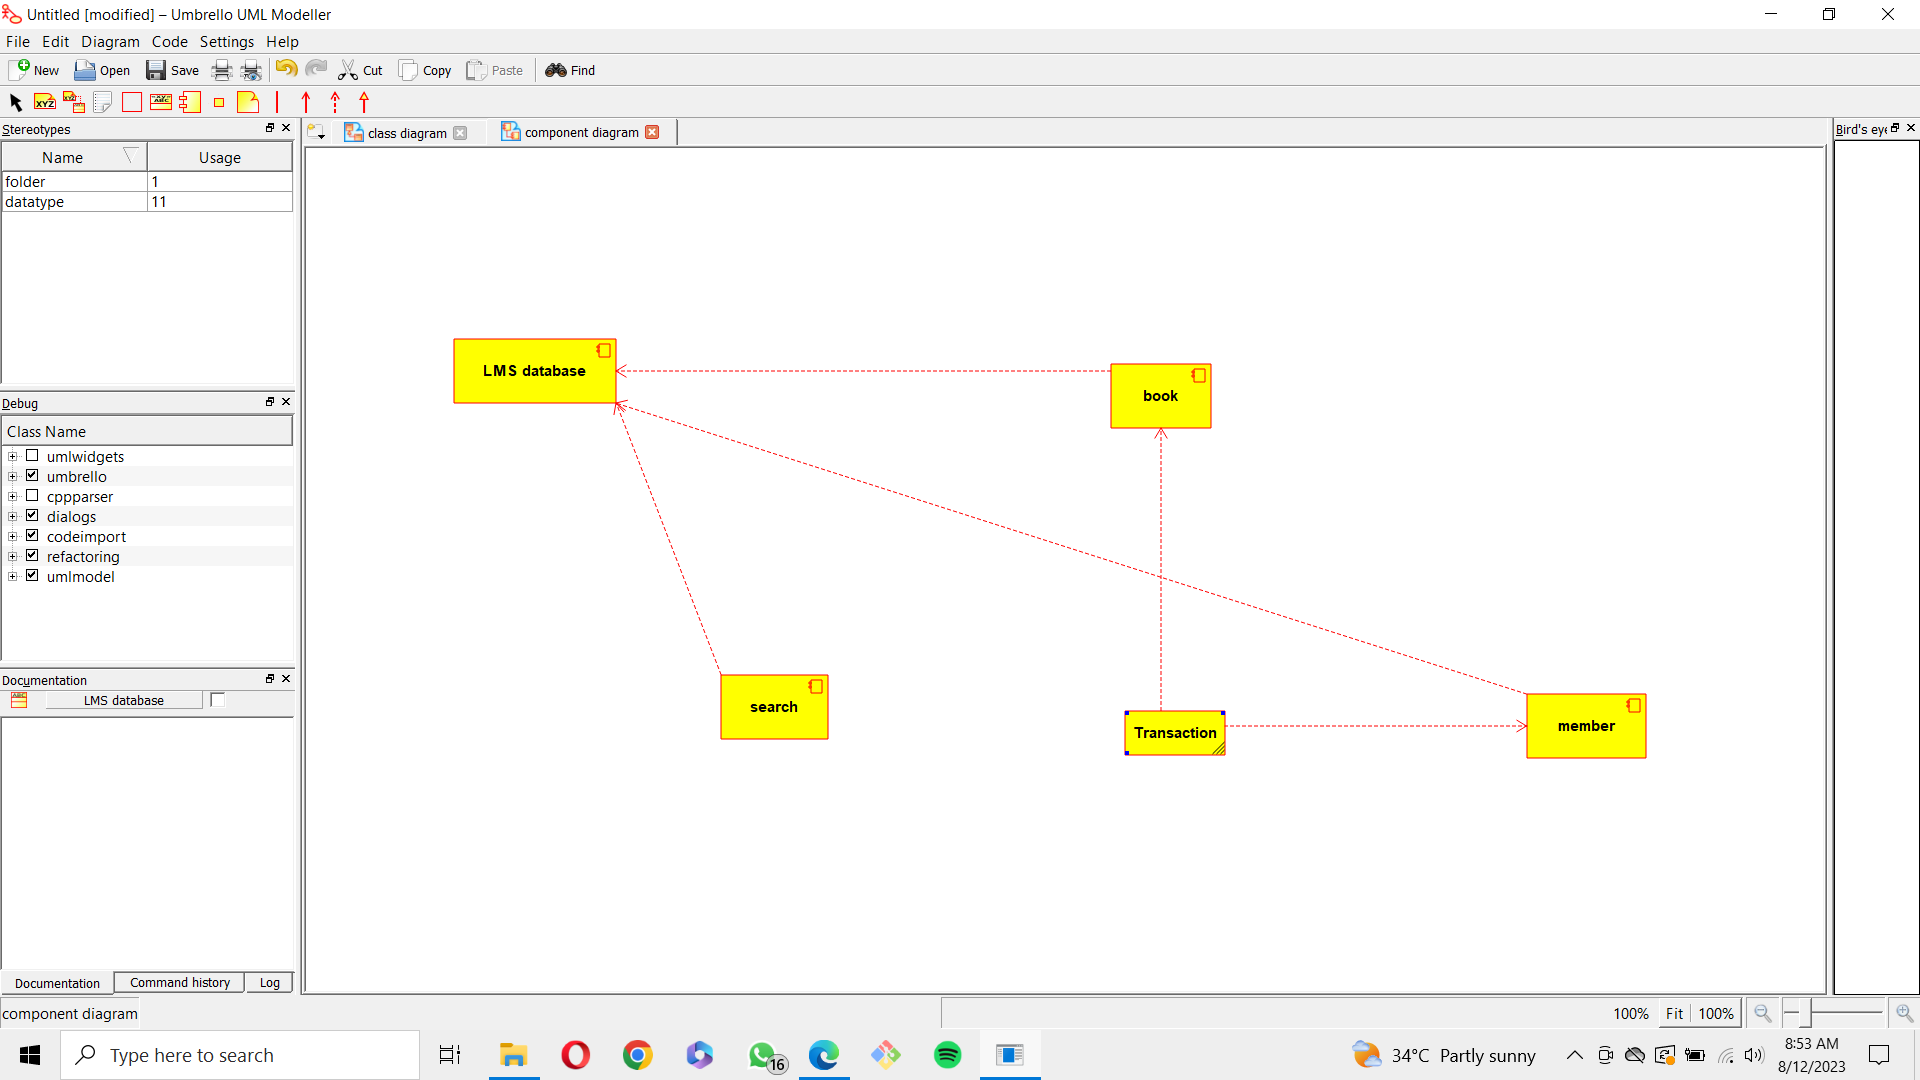 Untitled [modified] – Umbrello UML Modeller
File Edit Diagram Code Settings Help
New Open Save Cut Copy Paste Find
XYZ
Stereotypes
class diagram
component diagram
Bird's eye
Name Usage
folder 1
datatype 11
LMS database
book
Debug
Class Name
umlwidgets
umbrello
cppparser
dialogs
codeimport
refactoring
umlmodel
search
Transaction
member
Documentation
LMS database
Documentation Command history Log
component diagram
100% Fit 100%
Type here to search
16
34°C Partly sunny
8:53 AM
8/12/2023